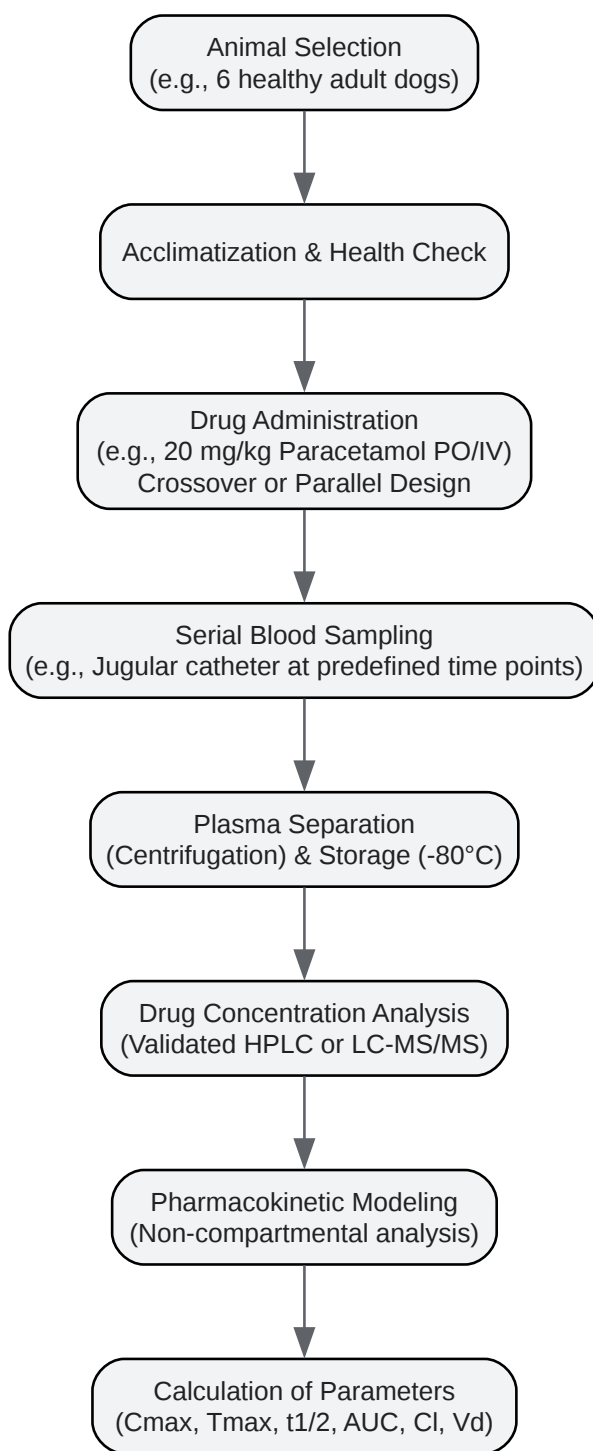 Animal Selection
(e.g., 6 healthy adult dogs)
Acclimatization & Health Check
Drug Administration
(e.g., 20 mg/kg Paracetamol PO/IV)
Crossover or Parallel Design
Serial Blood Sampling
(e.g., Jugular catheter at predefined time points)
Plasma Separation
(Centrifugation) & Storage (-80°C)
Drug Concentration Analysis
(Validated HPLC or LC-MS/MS)
Pharmacokinetic Modeling
(Non-compartmental analysis)
Calculation of Parameters
(Cmax, Tmax, t1/2, AUC, Cl, Vd)